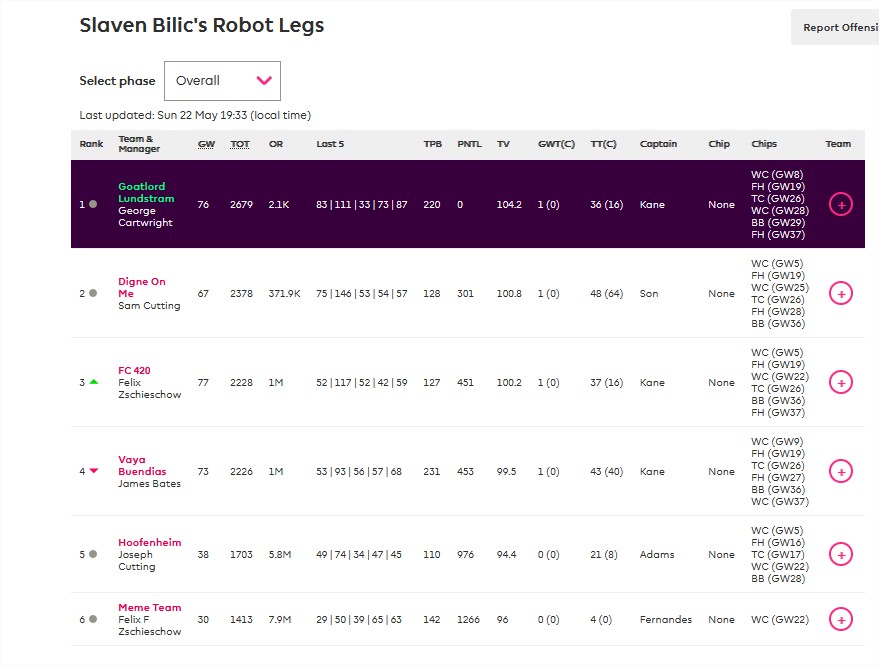 Slaven Bilic's Robot Legs
Report Offensi
Select phase
Overall
Last updated: Sun 22 May 19:33 (local time)
Rank Team & Manager GW TOT OR Last 5 TPB PNTL TV GWT(C) TT(C) Captain Chip Chips Team
1 Goatlord Lundstram George Cartwright 76 2679 2.1K 83 | 111 | 33 | 73 | 87 220 0 104.2 1 (0) 36 (16) Kane None WC (GW8)
FH (GW19)
TC (GW26)
WC (GW28)
BB (GW29)
FH (GW37)
2 Digne On Me Sam Cutting 67 2378 371.9K 75 | 146 | 53 | 54 | 57 128 301 100.8 1 (0) 48 (64) Son None WC (GW5)
FH (GW19)
WC (GW25)
TC (GW26)
FH (GW28)
BB (GW36)
3 FC 420 Felix Zschieschow 77 2228 1M 52 | 117 | 52 | 42 | 59 127 451 100.2 1 (0) 37 (16) Kane None WC (GW5)
FH (GW19)
WC (GW22)
TC (GW26)
BB (GW36)
FH (GW37)
4 Vaya Buendias James Bates 73 2226 1M 53 | 93 | 56 | 57 | 68 231 453 99.5 1 (0) 43 (40) Kane None WC (GW9)
FH (GW19)
TC (GW26)
FH (GW27)
BB (GW36)
WC (GW37)
5 Hoofenheim Joseph Cutting 38 1703 5.8M 49 | 74 | 34 | 47 | 45 110 976 94.4 0 (0) 21 (8) Adams None WC (GW5)
FH (GW16)
TC (GW17)
WC (GW22)
BB (GW28)
6 Meme Team Felix F Zschieschow 30 1413 7.9M 29 | 50 | 39 | 65 | 63 142 1266 96 0 (0) 4 (0) Fernandes None WC (GW22)